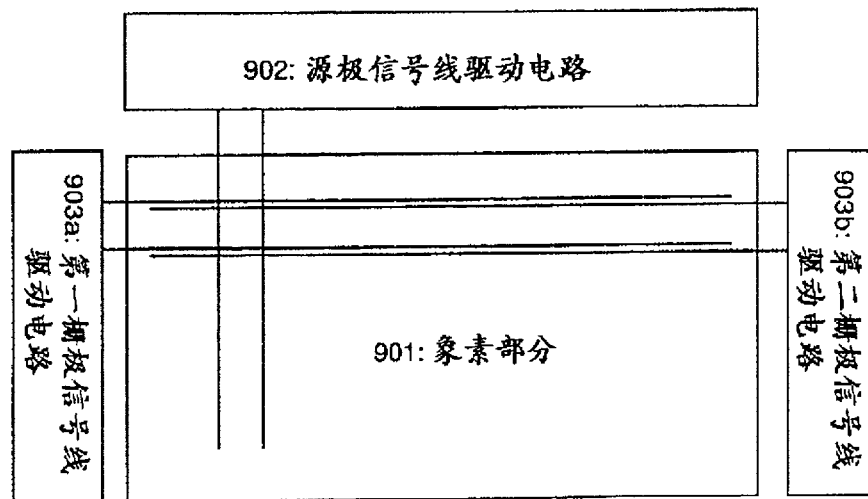 902: 源极信号线驱动电路
903a: 第一栅极信号线
驱动电路
901: 象素部分
903b: 第二栅极信号线
驱动电路